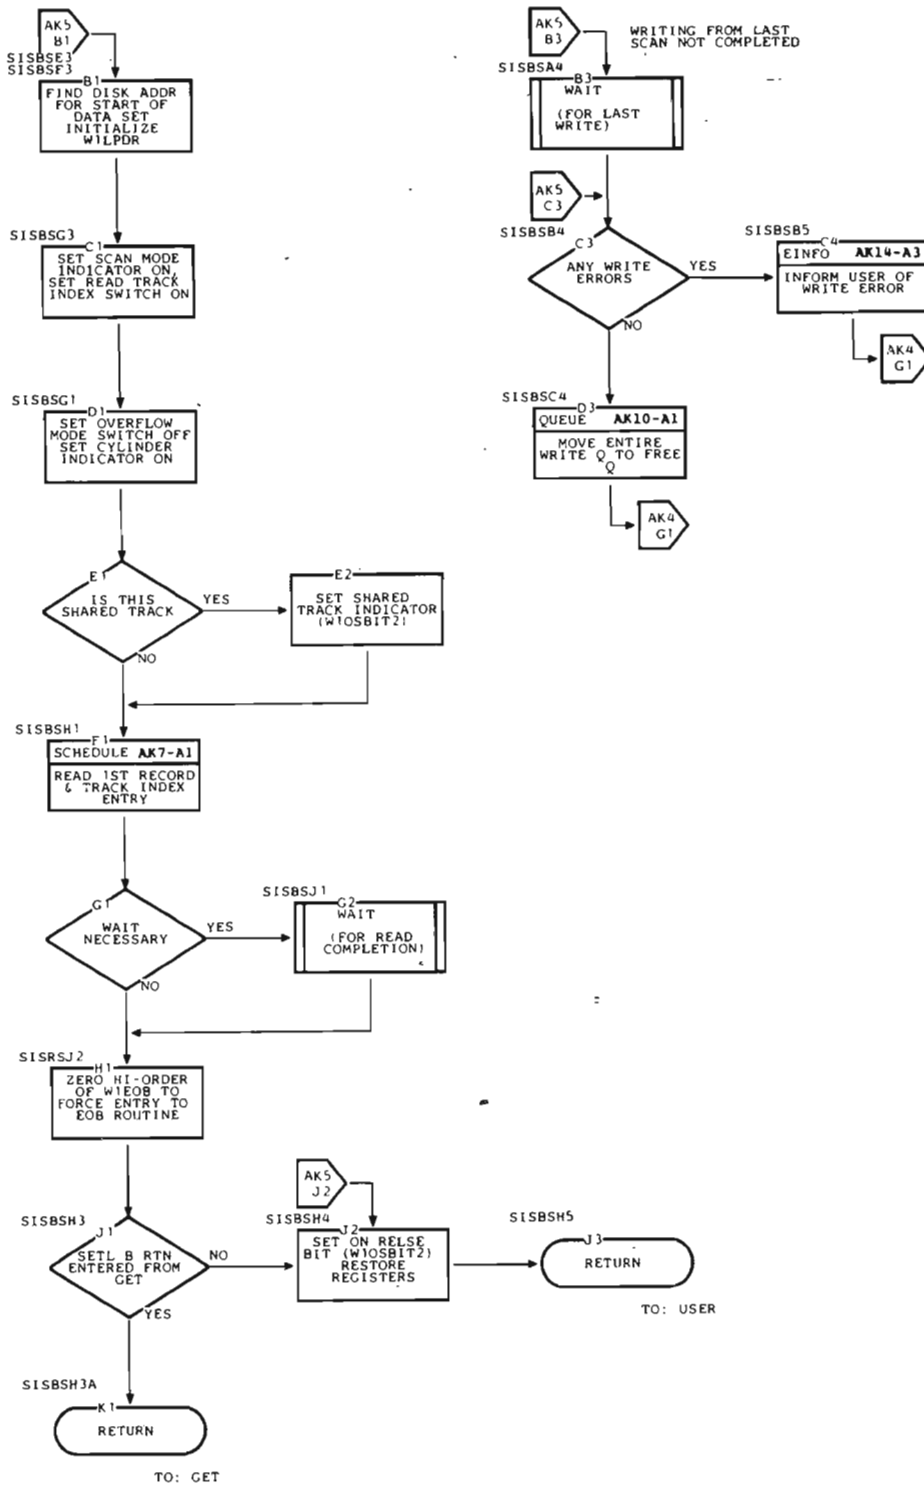 AK5
B1
SISBSE3
SISBSF3
B1
FIND DISK ADDR
FOR START OF
DATA SET
INITIALIZE
W1LPDR
SISBSG3
C1
SET SCAN MODE
INDICATOR ON,
SET READ TRACK
INDEX SWITCH ON
SISBSG1
D1
SET OVERFLOW
MODE SWITCH OFF
SET CYLINDER
INDICATOR ON
E1
IS THIS
SHARED TRACK
YES
NO
E2
SET SHARED
TRACK INDICATOR
(W1OSBIT2)
SISBSH1
F1
SCHEDULE AK7-A1
READ 1ST RECORD
& TRACK INDEX
ENTRY
G1
WAIT
NECESSARY
YES
NO
SISBSJ1
G2
WAIT
(FOR READ
COMPLETION)
SISRSJ2
H1
ZERO HI-ORDER
OF W1EOB TO
FORCE ENTRY TO
EOB ROUTINE
SISBSH3
J1
SETL B RTN
ENTERED FROM
GET
NO
YES
AK5
J2
SISBSH4
J2
SET ON RELSE
BIT (W1OSBIT2)
RESTORE
REGISTERS
SISBSH5
J3
RETURN
TO: USER
SISBSH3A
K1
RETURN
TO: GET
AK5
B3
WRITING FROM LAST
SCAN NOT COMPLETED
SISBSA4
B3
WAIT
(FOR LAST
WRITE)
AK5
C3
SISBSB4
C3
ANY WRITE
ERRORS
YES
NO
SISBSB5
C4
EINFO AK14-A3
INFORM USER OF
WRITE ERROR
AK4
G1
SISBSC4
D3
QUEUE AK10-A1
MOVE ENTIRE
WRITE Q TO FREE
Q
AK4
G1